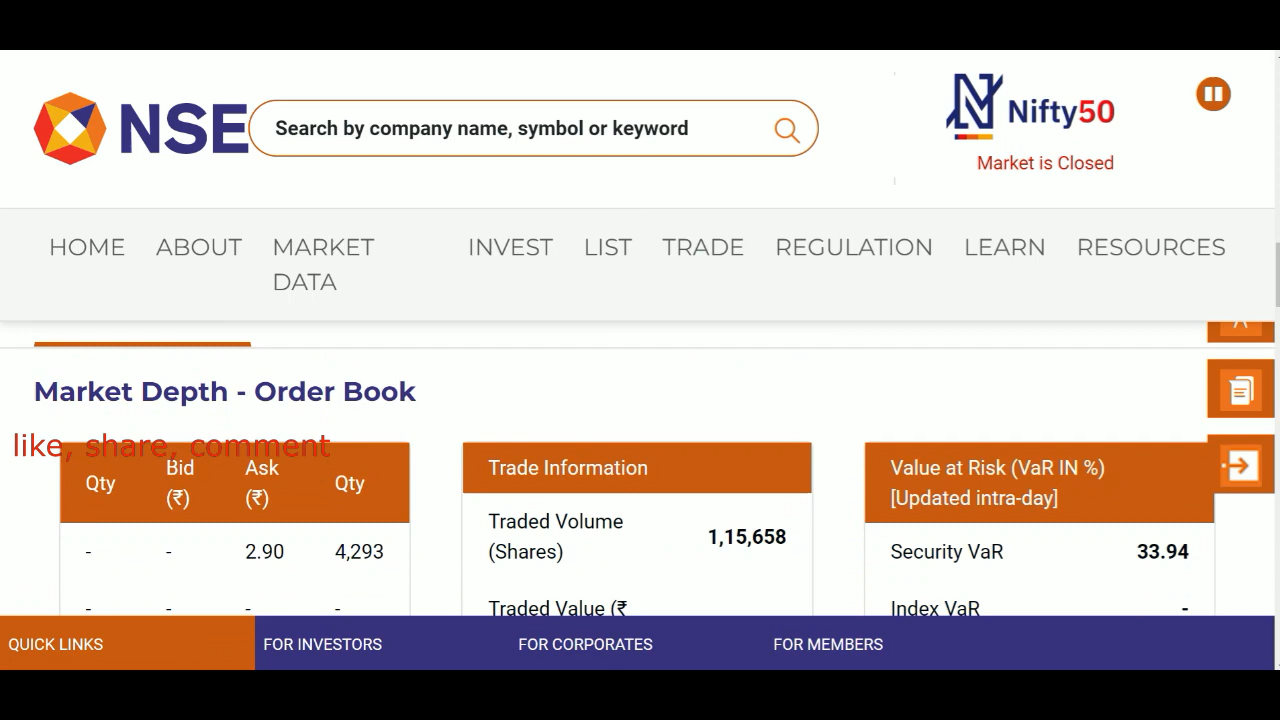 NSE
Search by company name, symbol or keyword
Nifty50
Market is Closed
HOME ABOUT MARKET DATA INVEST LIST TRADE REGULATION LEARN RESOURCES
Market Depth - Order Book
like, share, comment
Qty Bid (₹) Ask (₹) Qty
- - 2.90 4,293
- - - -
Trade Information
Traded Volume (Shares) 1,15,658
Traded Value (₹
Value at Risk (VaR IN %)
[Updated intra-day]
Security VaR 33.94
Index VaR -
QUICK LINKS FOR INVESTORS FOR CORPORATES FOR MEMBERS